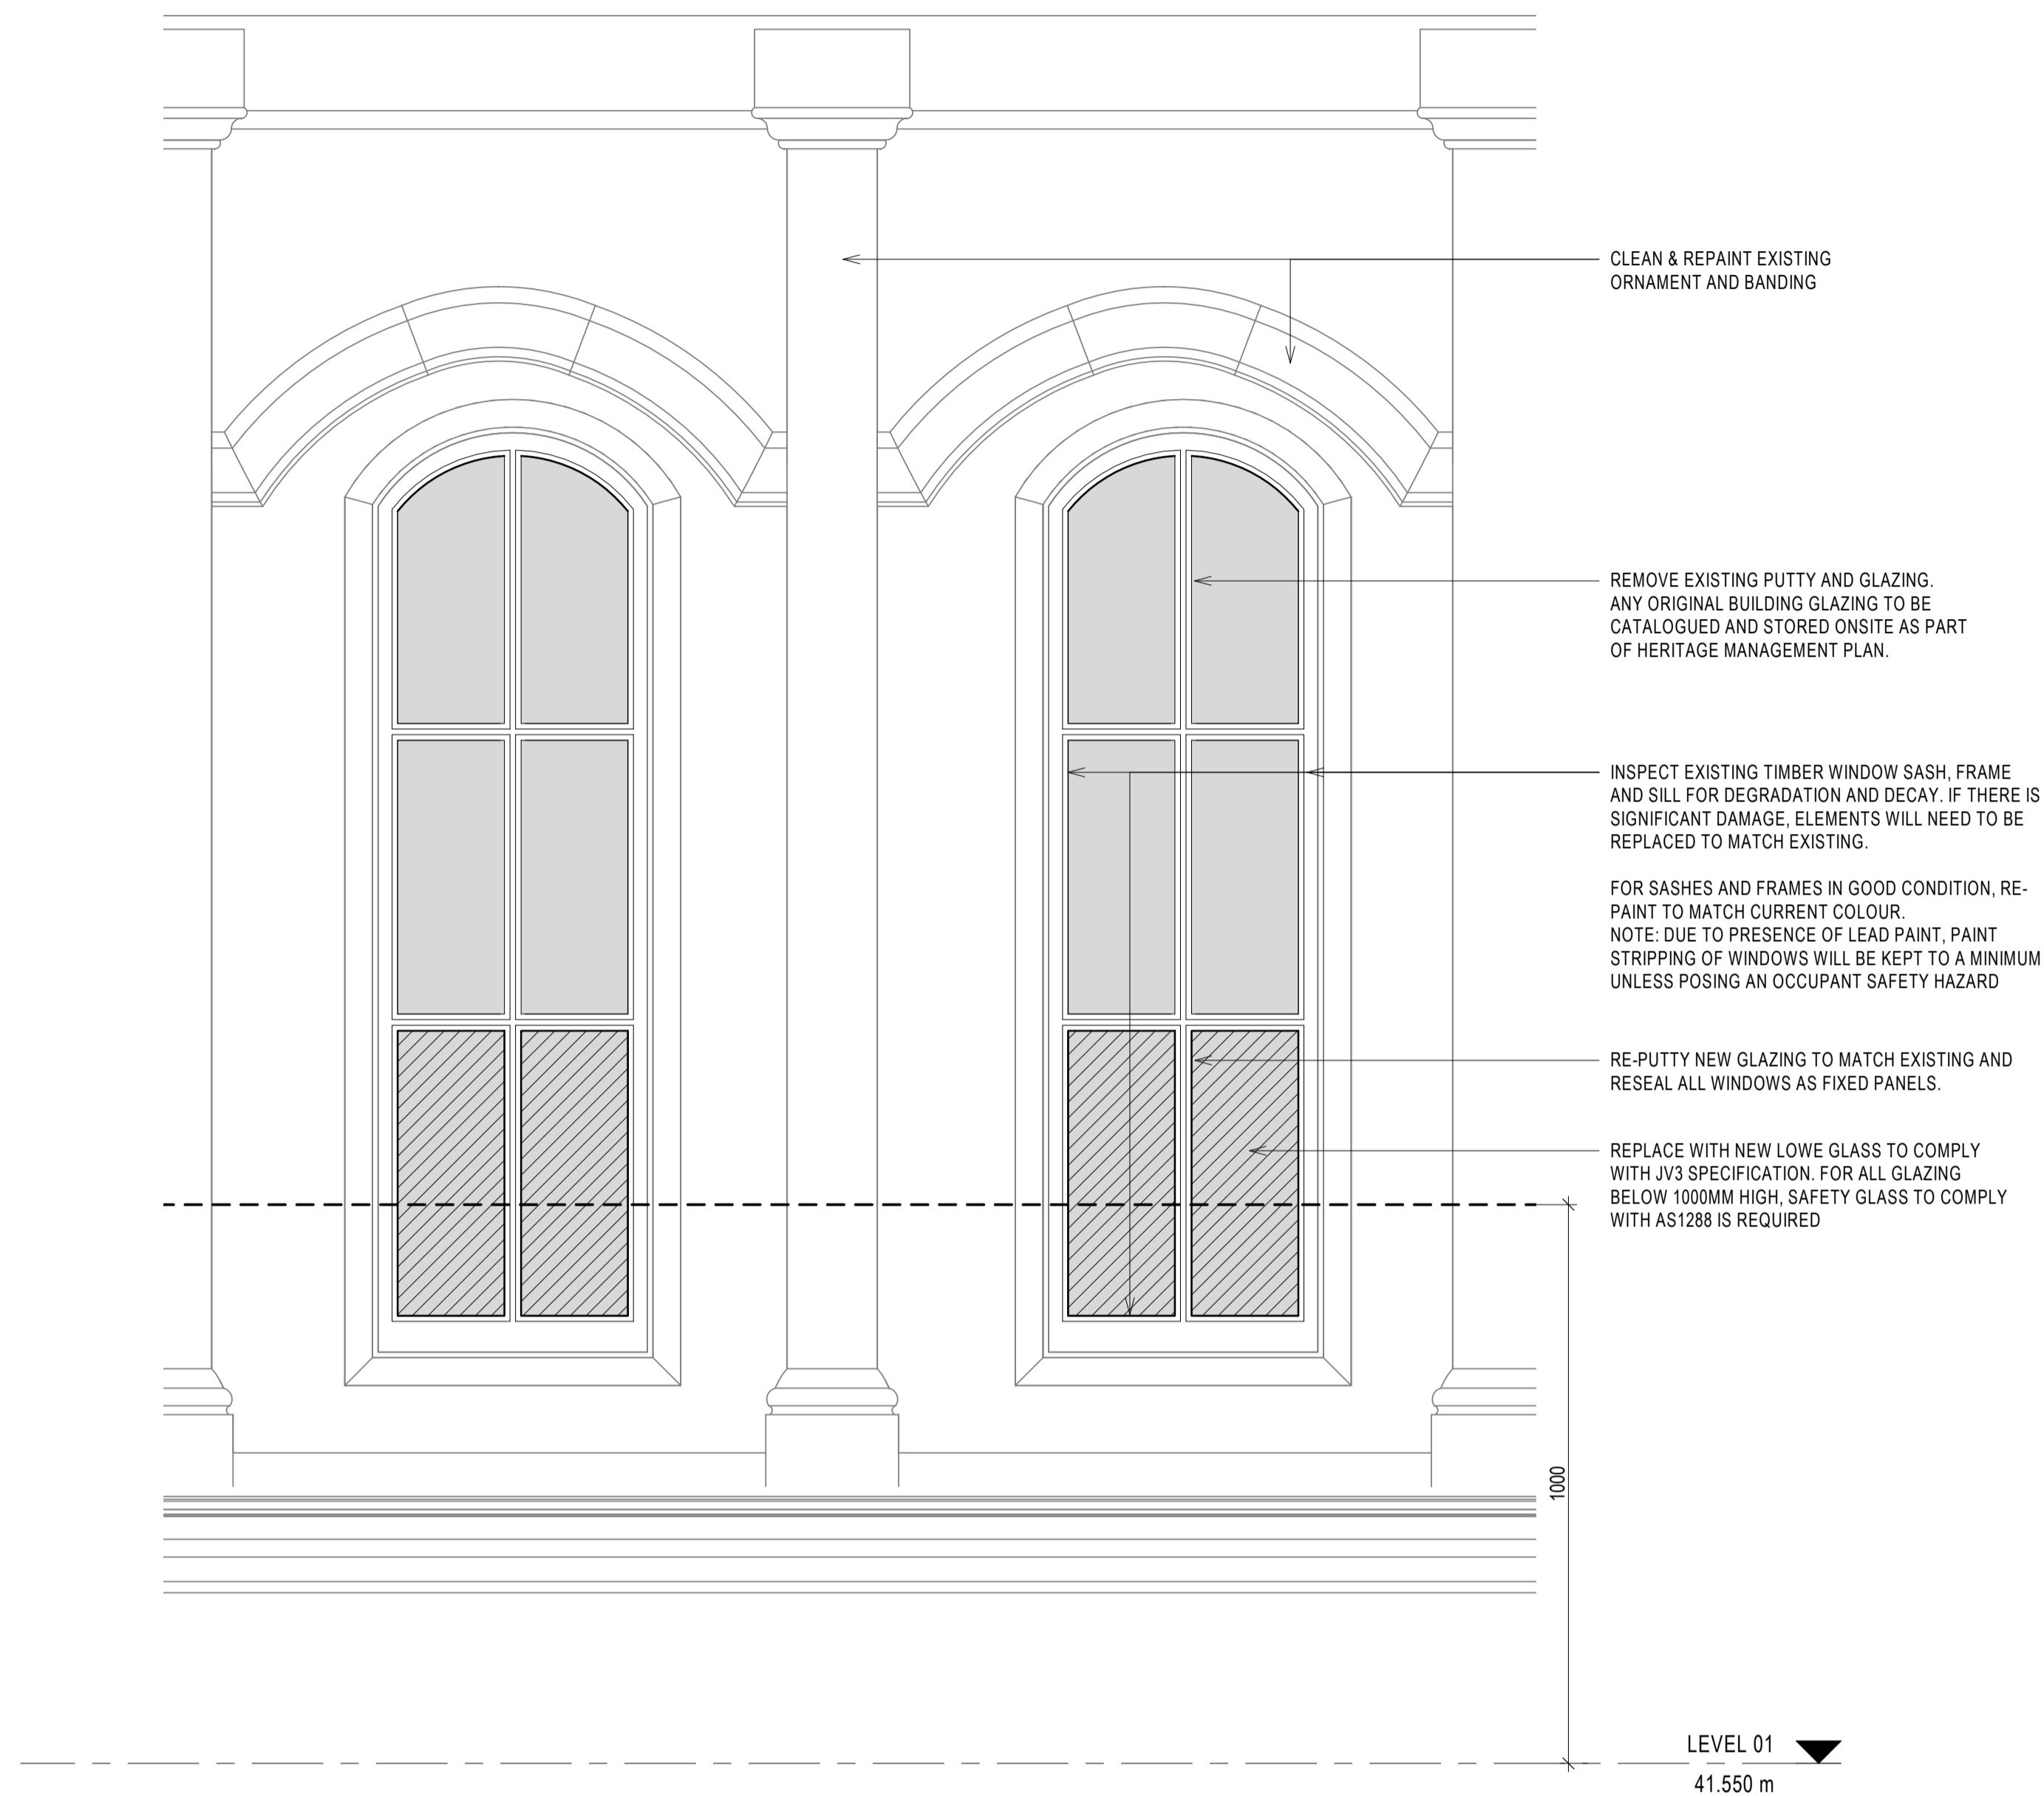 CLEAN & REPAINT EXISTING
ORNAMENT AND BANDING
REMOVE EXISTING PUTTY AND GLAZING.
ANY ORIGINAL BUILDING GLAZING TO BE
CATALOGUED AND STORED ONSITE AS PART
OF HERITAGE MANAGEMENT PLAN.
INSPECT EXISTING TIMBER WINDOW SASH, FRAME
AND SILL FOR DEGRADATION AND DECAY. IF THERE IS
SIGNIFICANT DAMAGE, ELEMENTS WILL NEED TO BE
REPLACED TO MATCH EXISTING.
FOR SASHES AND FRAMES IN GOOD CONDITION, RE-
PAINT TO MATCH CURRENT COLOUR.
NOTE: DUE TO PRESENCE OF LEAD PAINT, PAINT
STRIPPING OF WINDOWS WILL BE KEPT TO A MINIMUM
UNLESS POSING AN OCCUPANT SAFETY HAZARD
RE-PUTTY NEW GLAZING TO MATCH EXISTING AND
RESEAL ALL WINDOWS AS FIXED PANELS.
REPLACE WITH NEW LOWE GLASS TO COMPLY
WITH JV3 SPECIFICATION. FOR ALL GLAZING
BELOW 1000MM HIGH, SAFETY GLASS TO COMPLY
WITH AS1288 IS REQUIRED
1000
LEVEL 01
41.550 m